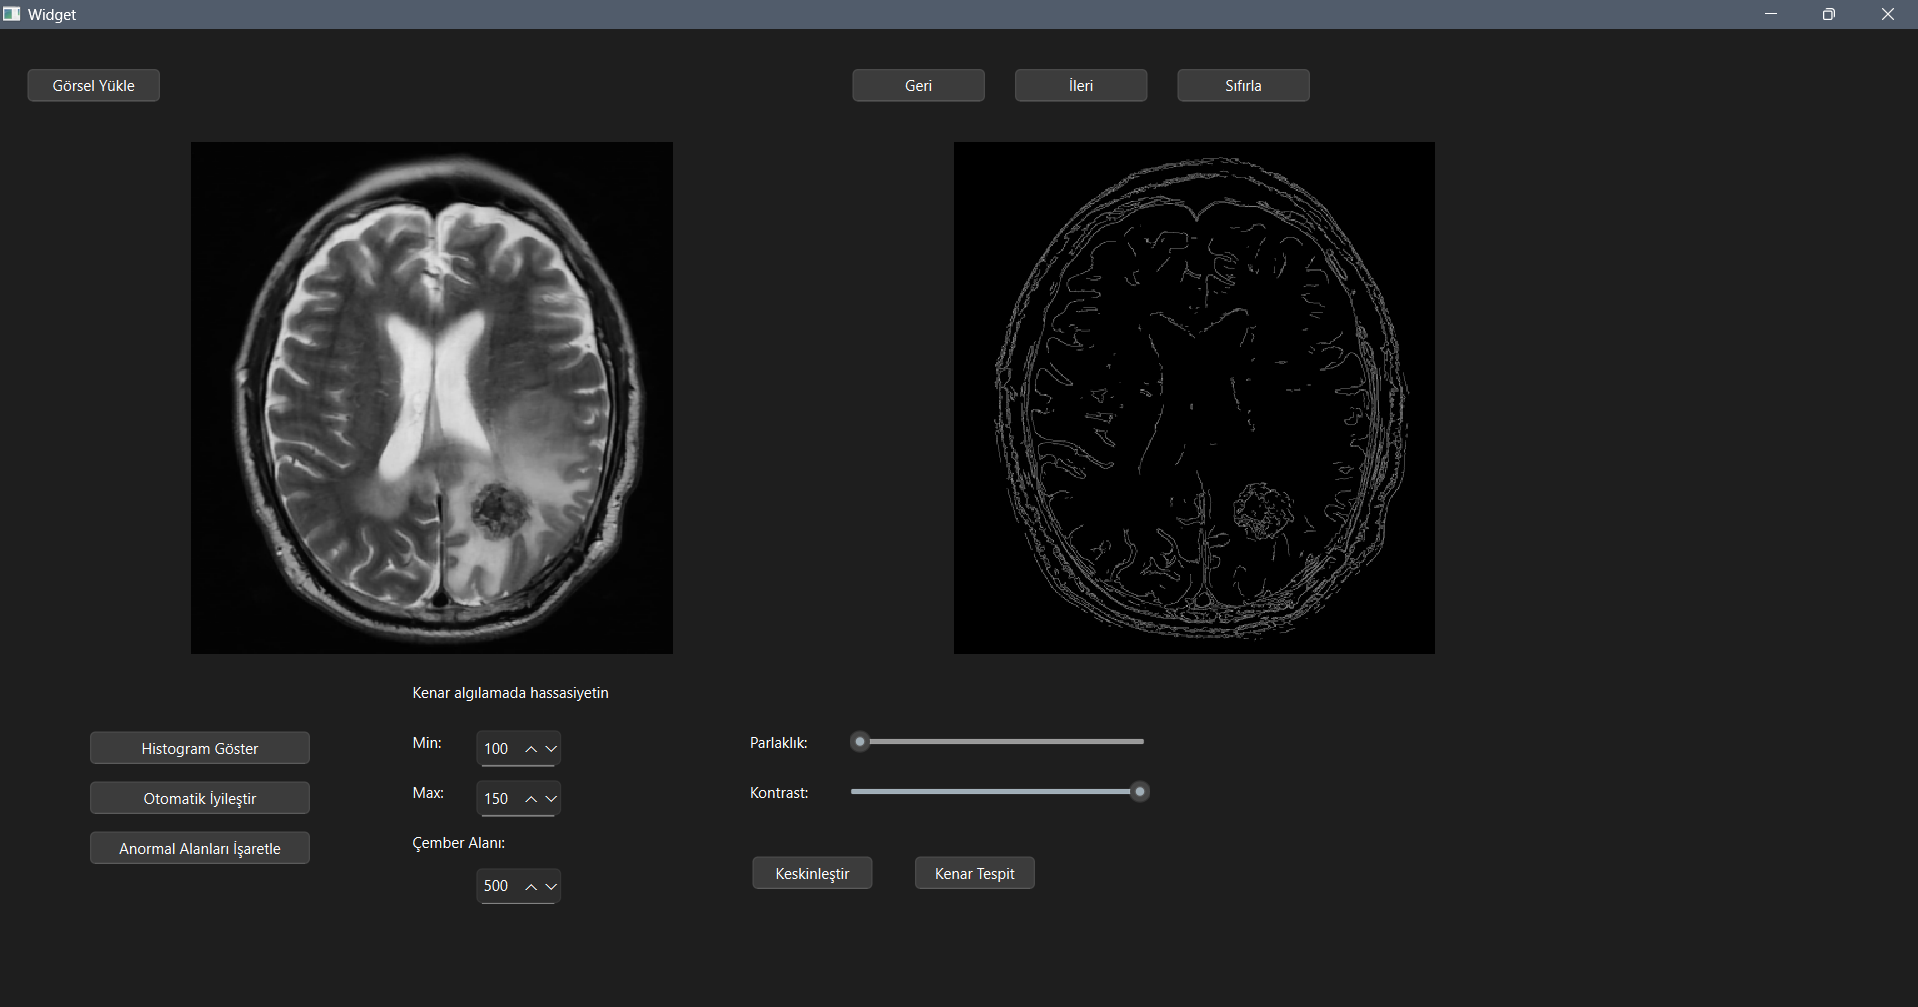 Widget
Görsel Yükle
Geri
İleri
Sıfırla
Kenar algılamada hassasiyetin
Histogram Göster
Min:
100
Parlaklık:
Otomatik İyileştir
Max:
150
Kontrast:
Anormal Alanları İşaretle
Çember Alanı:
500
Keskinleştir
Kenar Tespit